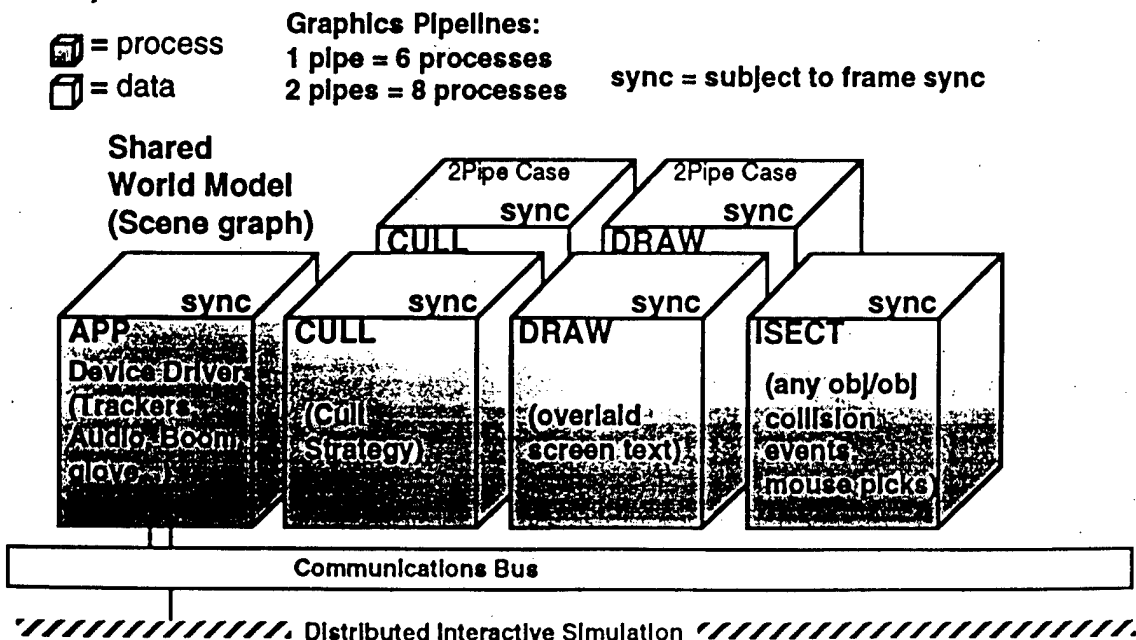 = process
= data
Graphics Pipelines:
1 pipe = 6 processes
2 pipes = 8 processes
sync = subject to frame sync
Shared
World Model
(Scene graph)
2Pipe Case
sync
CULL
2Pipe Case
sync
DRAW
sync
APP
Device Drivers
(Trackers
Audio, Boom
glove...)
sync
CULL
(Cull
Strategy)
sync
DRAW
(overlaid
screen text)
sync
ISECT
(any obj/obj
collision
events,
mouse picks)
Communications Bus
Distributed Interactive Simulation